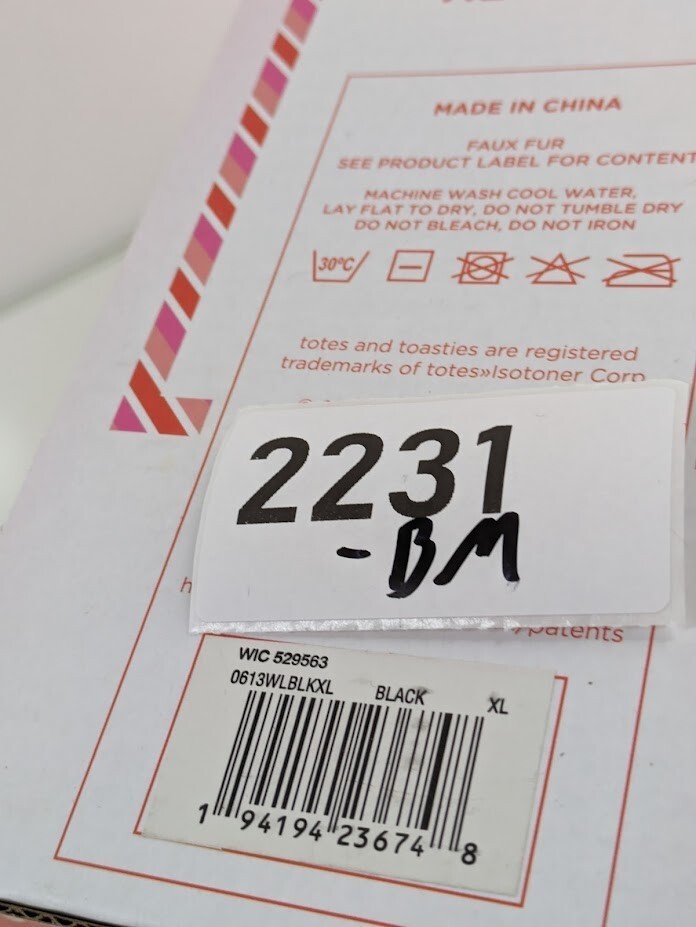 MADE IN CHINA
FAUX FUR
SEE PRODUCT LABEL FOR CONTENT
MACHINE WASH COOL WATER,
LAY FLAT TO DRY, DO NOT TUMBLE DRY
DO NOT BLEACH, DO NOT IRON
30°C
totes and toasties are registered
trademarks of totes»Isotoner Corp
2231
-BM
patents
WIC 529563
0613WLBLKXL BLACK XL
1 94194 23674 8